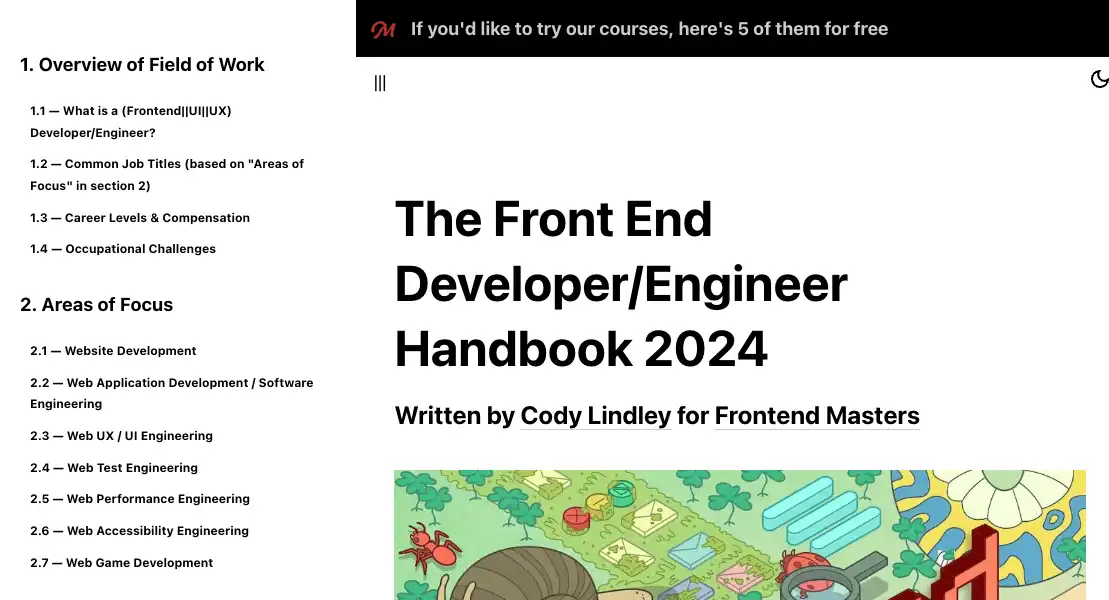 1. Overview of Field of Work
1.1 — What is a (Frontend||UI||UX)
Developer/Engineer?
1.2 — Common Job Titles (based on "Areas of
Focus" in section 2)
1.3 — Career Levels & Compensation
1.4 — Occupational Challenges
2. Areas of Focus
2.1 — Website Development
2.2 — Web Application Development / Software
Engineering
2.3 — Web UX / UI Engineering
2.4 — Web Test Engineering
2.5 — Web Performance Engineering
2.6 — Web Accessibility Engineering
2.7 — Web Game Development
If you'd like to try our courses, here's 5 of them for free
The Front End
Developer/Engineer
Handbook 2024
Written by Cody Lindley for Frontend Masters